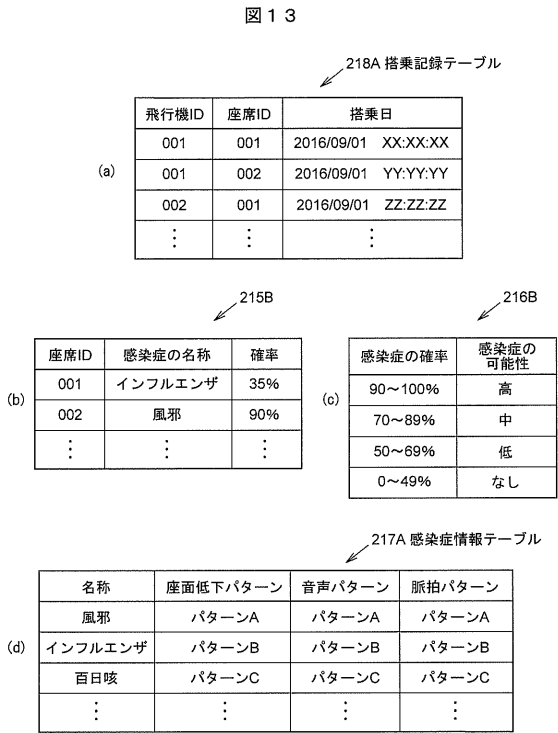 図１３
218A 搭乗記録テーブル
(a)
飛行機ID 座席ID 搭乗日
001 001 2016/09/01 XX:XX:XX
001 002 2016/09/01 YY:YY:YY
002 001 2016/09/01 ZZ:ZZ:ZZ
⋮ ⋮ ⋮
215B
(b)
座席ID 感染症の名称 確率
001 インフルエンザ 35%
002 風邪 90%
⋮ ⋮ ⋮
216B
(c)
感染症の確率 感染症の
可能性
90～100% 高
70～89% 中
50～69% 低
0～49% なし
217A 感染症情報テーブル
(d)
名称 座面低下パターン 音声パターン 脈拍パターン
風邪 パターンA パターンA パターンA
インフルエンザ パターンB パターンB パターンB
百日咳 パターンC パターンC パターンC
⋮ ⋮ ⋮ ⋮